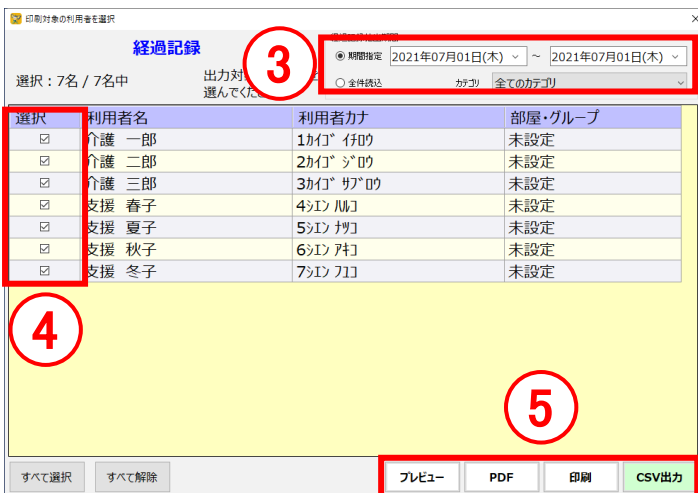 印刷対象の利用者を選択
経過記録
選択：7名 / 7名中
選んでくだ
期間指定 2021年07月01日(木) ～ 2021年07月01日(木)
全件読込 カテゴリ 全てのカテゴリ
③
選択 利用者名 利用者カナ 部屋・グループ
介護 一郎 1ｶｲｺﾞ ｲﾁﾛｳ 未設定
介護 二郎 2ｶｲｺﾞ ｼﾞﾛｳ 未設定
介護 三郎 3ｶｲｺﾞ ｻﾌﾞﾛｳ 未設定
支援 春子 4ｼｴﾝ ﾊﾙｺ 未設定
支援 夏子 5ｼｴﾝ ﾅﾂｺ 未設定
支援 秋子 6ｼｴﾝ ｱｷｺ 未設定
支援 冬子 7ｼｴﾝ ﾌﾕｺ 未設定
④
⑤
すべて選択 すべて解除 プレビュー PDF 印刷 CSV出力